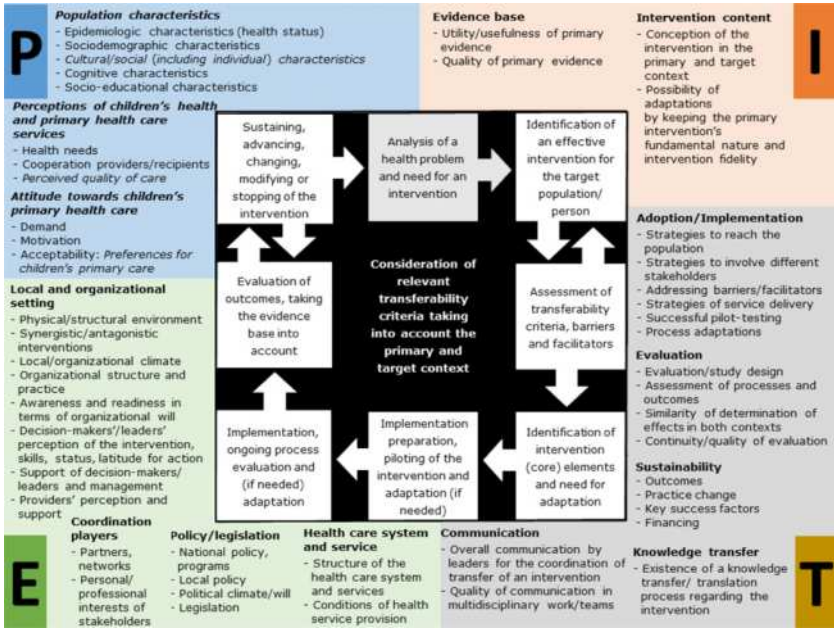 P
Population characteristics
- Epidemiologic characteristics (health status)
- Sociodemographic characteristics
- Cultural/social (including individual) characteristics
- Cognitive characteristics
- Socio-educational characteristics
Perceptions of children's health
and primary health care
services
- Health needs
- Cooperation providers/recipients
- Perceived quality of care
Attitude towards children's
primary health care
- Demand
- Motivation
- Acceptability: Preferences for
children's primary care
Evidence base
- Utility/usefulness of primary
evidence
- Quality of primary evidence
Intervention content
- Conception of the
intervention in the
primary and target
context
- Possibility of
adaptations
by keeping the primary
intervention's
fundamental nature and
intervention fidelity
I
Sustaining,
advancing,
changing,
modifying or
stopping of the
intervention
Analysis of a
health problem
and need for an
intervention
Identification of
an effective
intervention for
the target
population/
person
Evaluation of
outcomes, taking
the evidence
base into
account
Consideration of
relevant
transferability
criteria taking
into account the
primary and
target context
Assessment of
transferability
criteria, barriers
and facilitators
Implementation,
ongoing process
evaluation and
(if needed)
adaptation
Implementation
preparation,
piloting of the
intervention and
adaptation (if
needed)
Identification of
intervention
(core) elements
and need for
adaptation
Local and organizational
setting
- Physical/structural environment
- Synergistic/antagonistic
interventions
- Local/organizational climate
- Organizational structure and
practice
- Awareness and readiness in
terms of organizational will
- Decision-makers'/leaders'
perception of the intervention,
skills, status, latitude for action
- Support of decision-makers/
leaders and management
- Providers' perception and
support
E
Coordination
players
- Partners,
networks
- Personal/
professional
interests of
stakeholders
Policy/legislation
- National policy,
programs
- Local policy
- Political climate/will
- Legislation
Health care system
and service
- Structure of the
health care system
and services
- Conditions of health
service provision
Adoption/Implementation
- Strategies to reach the
population
- Strategies to involve different
stakeholders
- Addressing barriers/facilitators
- Strategies of service delivery
- Successful pilot-testing
- Process adaptations
Evaluation
- Evaluation/study design
- Assessment of processes and
outcomes
- Similarity of determination of
effects in both contexts
- Continuity/quality of evaluation
Sustainability
- Outcomes
- Practice change
- Key success factors
- Financing
Communication
- Overall communication by
leaders for the coordination of
transfer of an intervention
- Quality of communication in
multidisciplinary work/teams
Knowledge transfer
- Existence of a knowledge
transfer/ translation
process regarding the
intervention
T